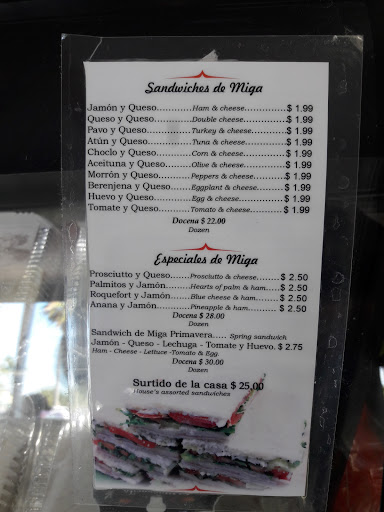 Sandwiches de Miga
Jamón y Queso............Ham & cheese..............$ 1.99
Queso y Queso............Double cheese............$ 1.99
Pavo y Queso..............Turkey & cheese..........$ 1.99
Atún y Queso..............Tuna & cheese.............$ 1.99
Choclo y Queso...........Corn & cheese.............$ 1.99
Aceituna y Queso.........Olive & cheese.............$ 1.99
Morrón y Queso...........Peppers & cheese........$ 1.99
Berenjena y Queso........Eggplant & cheese.......$ 1.99
Huevo y Queso.............Egg & cheese..............$ 1.99
Tomate y Queso...........Tomato & cheese.........$ 1.99
Docena $ 22.00
Dozen
Especiales de Miga
Prosciutto y Queso.....Prosciutto & cheese.......$ 2.50
Palmitos y Jamón.......Hearts of palm & ham....$ 2.50
Roquefort y Jamón.....Blue cheese & ham........$ 2.50
Anana y Jamón..........Pineapple & ham..........$ 2.50
Docena $ 28.00
Dozen
Sandwich de Miga Primavera..... Spring sandwich
Jamón - Queso - Lechuga - Tomate y Huevo. $ 2.75
Ham - Cheese - Lettuce -Tomato & Egg.
Docena $ 30.00
Dozen
Surtido de la casa $ 25.00
House's assorted sandwiches